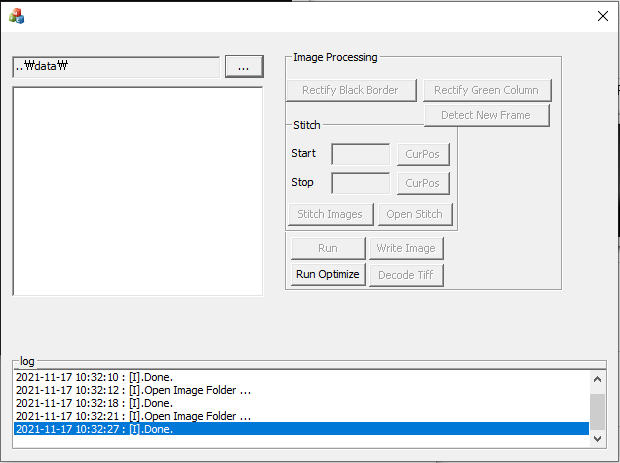 ..₩data₩
...
Image Processing
Rectify Black Border
Rectify Green Column
Detect New Frame
Stitch
Start
CurPos
Stop
CurPos
Stitch Images
Open Stitch
Run
Write Image
Run Optimize
Decode Tiff
log
2021-11-17 10:32:10 : [I].Done.
2021-11-17 10:32:12 : [I].Open Image Folder ...
2021-11-17 10:32:18 : [I].Done.
2021-11-17 10:32:21 : [I].Open Image Folder ...
2021-11-17 10:32:27 : [I].Done.